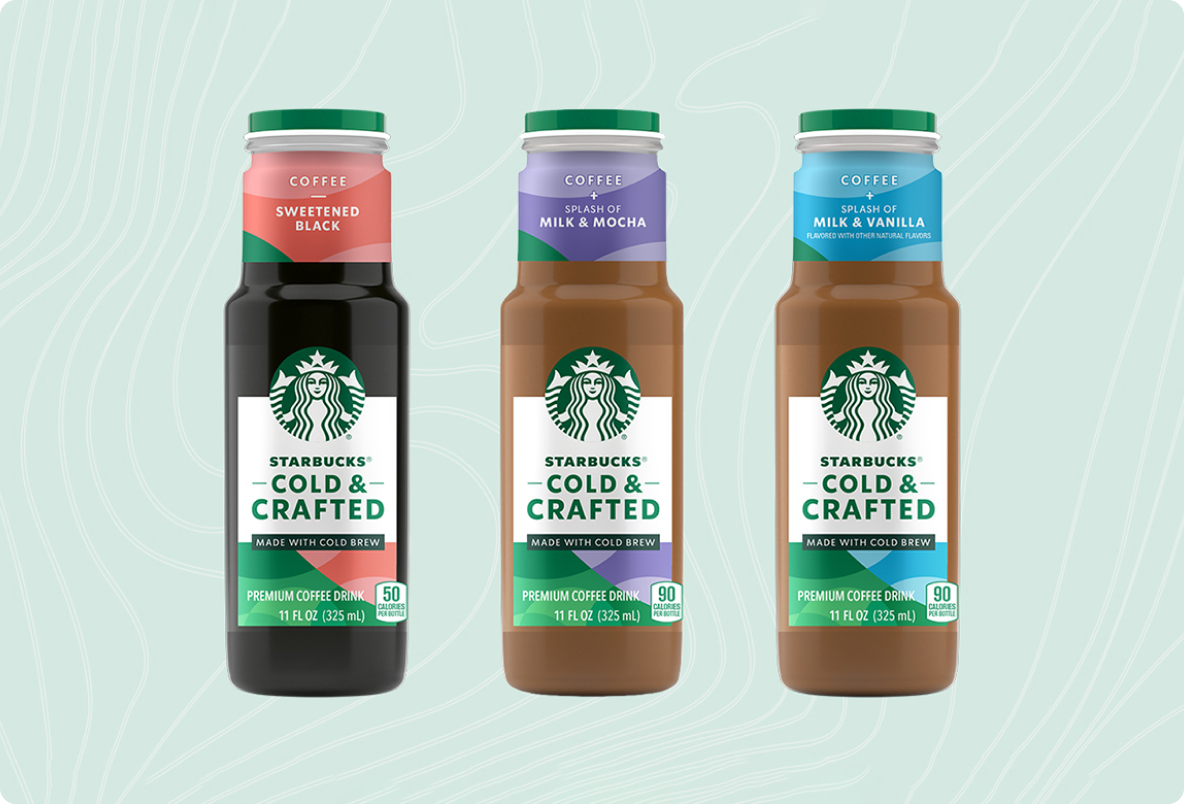 COFFEE
SWEETENED
BLACK
STARBUCKS®
COLD &
CRAFTED
MADE WITH COLD BREW
PREMIUM COFFEE DRINK
11 FL OZ (325 mL)
50
CALORIES
PER BOTTLE
COFFEE
+
SPLASH OF
MILK & MOCHA
STARBUCKS®
COLD &
CRAFTED
MADE WITH COLD BREW
PREMIUM COFFEE DRINK
11 FL OZ (325 mL)
90
CALORIES
PER BOTTLE
COFFEE
+
SPLASH OF
MILK & VANILLA
FLAVORED WITH OTHER NATURAL FLAVORS
STARBUCKS®
COLD &
CRAFTED
MADE WITH COLD BREW
PREMIUM COFFEE DRINK
11 FL OZ (325 mL)
90
CALORIES
PER BOTTLE